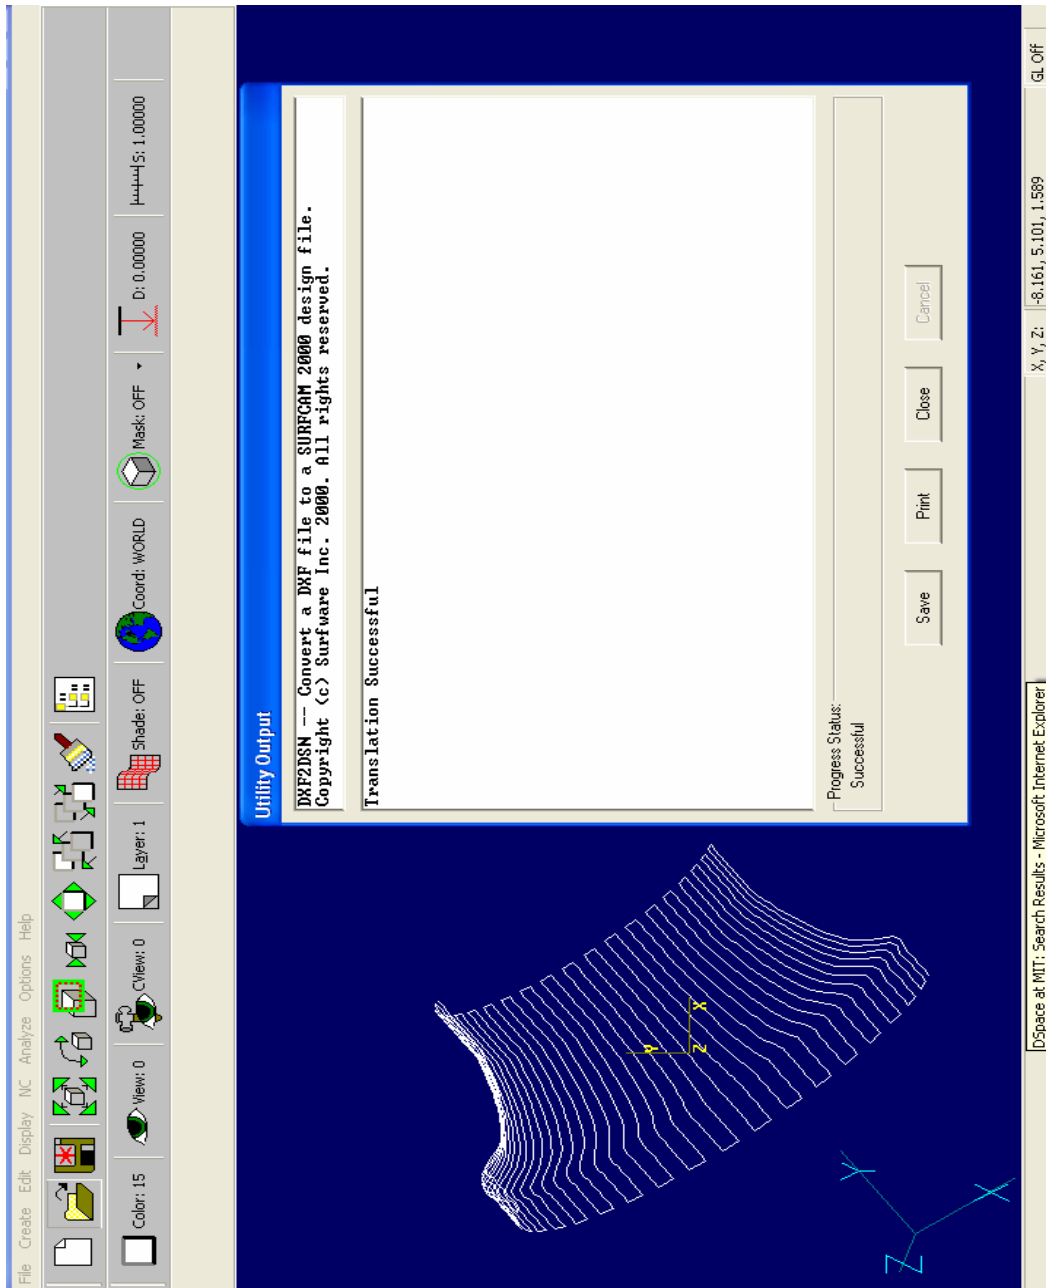 File Create Edit Display NC Analyze Options Help
Color: 15 View: 0 CView: 0 Layer: 1 Shade: OFF Coord: WORLD Mask: OFF D: 0.00000 S: 1.00000
Utility Output
DXF2DSN -- Convert a DXF file to a SURFCAM 2000 design file.
Copyright (c) Surfware Inc. 2000. All rights reserved.
Translation Successful
Progress Status:
Successful
Save Print Close Cancel
Y
Z X
Z Y
X
DSpace at MIT: Search Results - Microsoft Internet Explorer
X, Y, Z: -8.161, 5.101, 1.589 GL Off